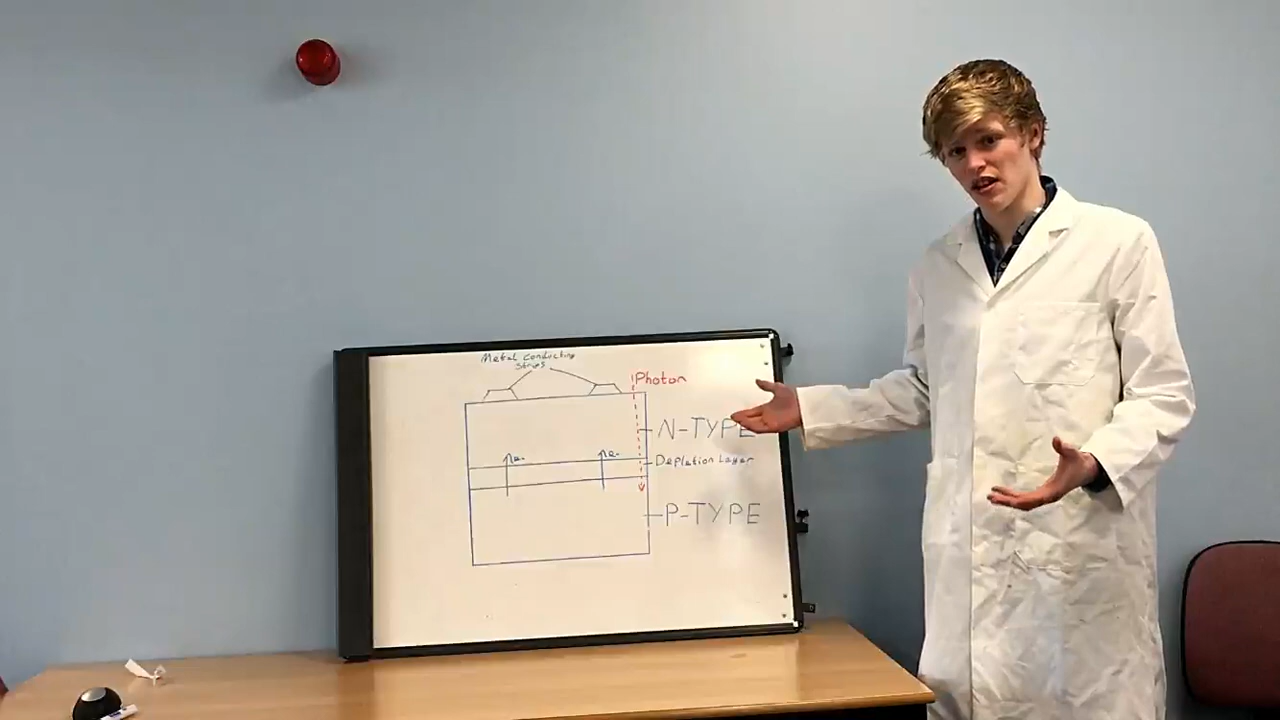 Metal conducting
Strips
Photon
N-TYPE
e-
e-
Depletion Layer
P-TYPE